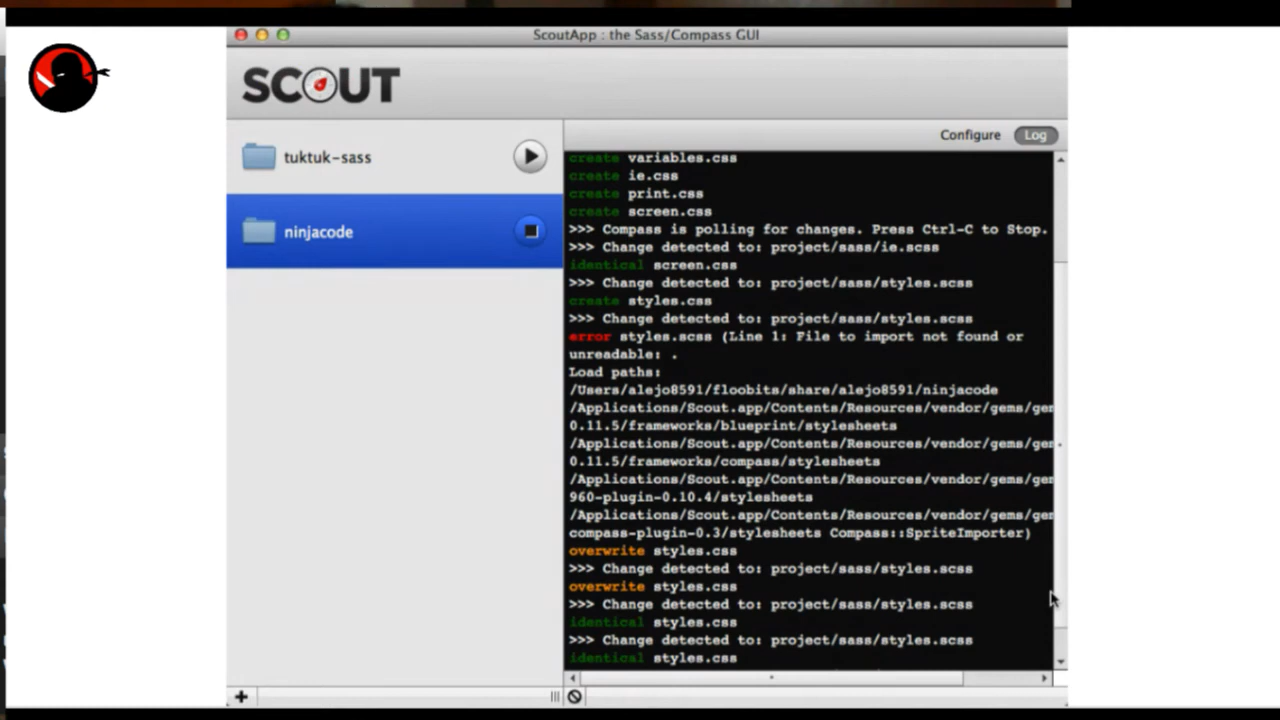 ScoutApp : the Sass/Compass GUI
SCOUT
Configure Log
tuktuk-sass
ninjacode
create variables.css
create ie.css
create print.css
create screen.css
>>> Compass is polling for changes. Press Ctrl-C to Stop.
>>> Change detected to: project/sass/ie.scss
identical screen.css
>>> Change detected to: project/sass/styles.scss
create styles.css
>>> Change detected to: project/sass/styles.scss
error styles.scss (Line 1: File to import not found or
unreadable: .
Load paths:
/Users/alejo8591/floobits/share/alejo8591/ninjacode
/Applications/Scout.app/Contents/Resources/vendor/gems/gem
0.11.5/frameworks/blueprint/stylesheets
/Applications/Scout.app/Contents/Resources/vendor/gems/gem
0.11.5/frameworks/compass/stylesheets
/Applications/Scout.app/Contents/Resources/vendor/gems/gem
960-plugin-0.10.4/stylesheets
/Applications/Scout.app/Contents/Resources/vendor/gems/gem
compass-plugin-0.3/stylesheets Compass::SpriteImporter)
overwrite styles.css
>>> Change detected to: project/sass/styles.scss
overwrite styles.css
>>> Change detected to: project/sass/styles.scss
identical styles.css
>>> Change detected to: project/sass/styles.scss
identical styles.css